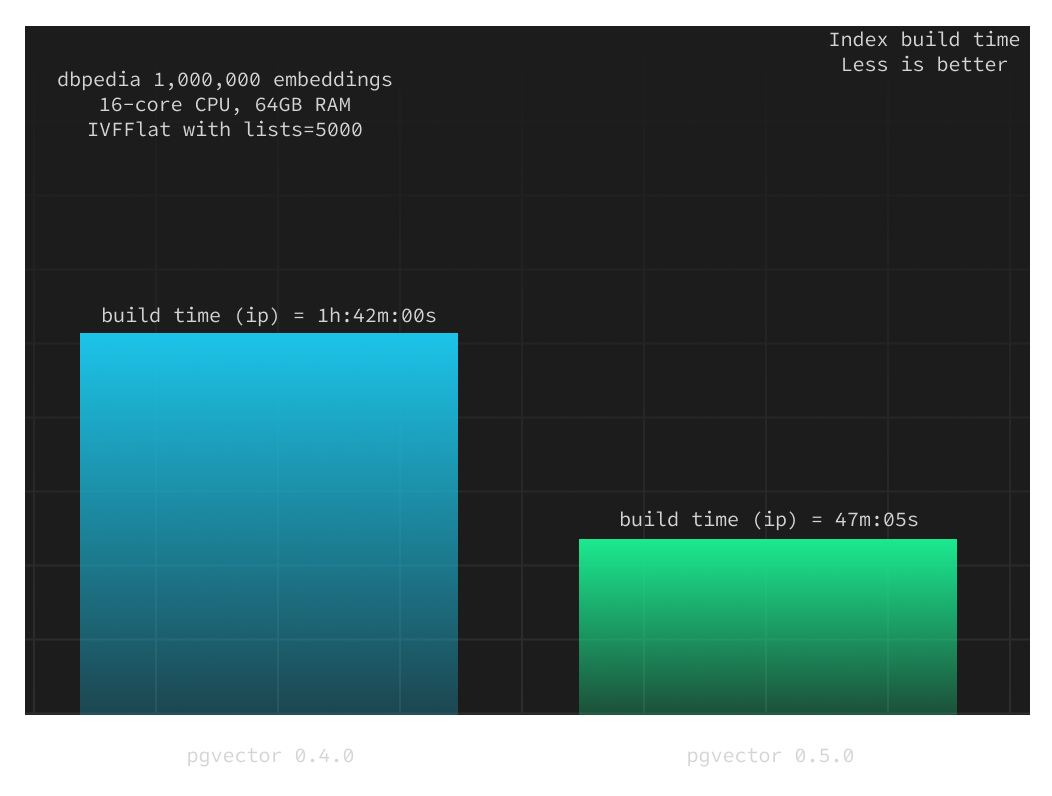 Index build time
Less is better
dbpedia 1,000,000 embeddings
16-core CPU, 64GB RAM
IVFFlat with lists=5000
build time (ip) = 1h:42m:00s
build time (ip) = 47m:05s
pgvector 0.4.0
pgvector 0.5.0